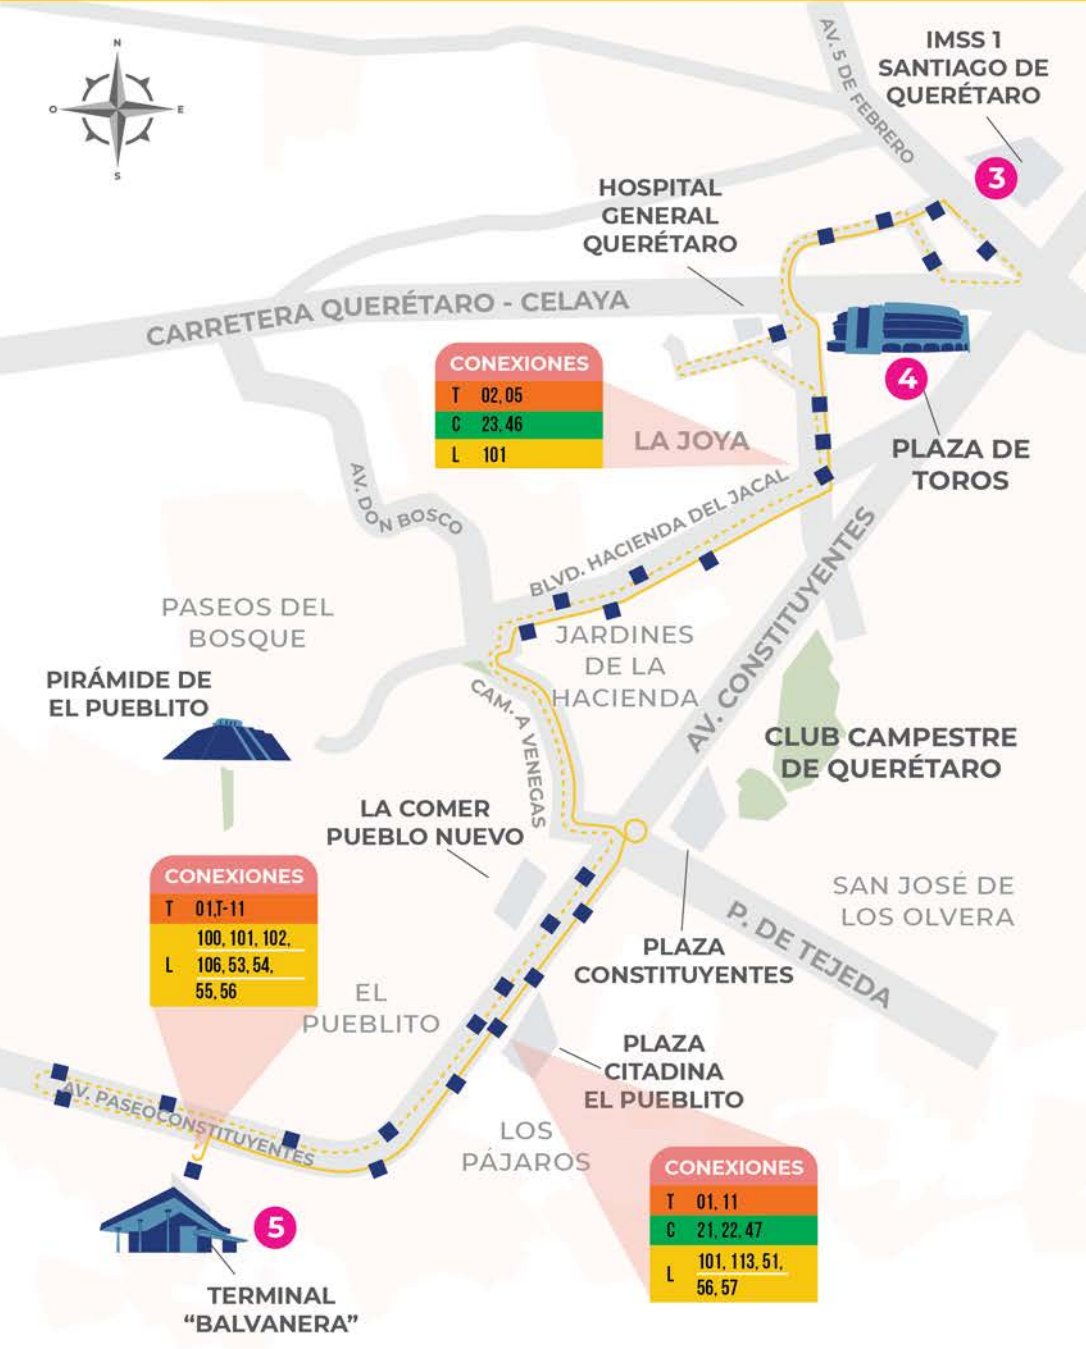 N
O
E
S
AV. 5 DE FEBRERO
IMSS 1
SANTIAGO DE
QUERÉTARO
3
HOSPITAL
GENERAL
QUERÉTARO
CARRETERA QUERÉTARO - CELAYA
4
PLAZA DE
TOROS
CONEXIONES
T 02, 05
C 23, 46
L 101
LA JOYA
AV. DON BOSCO
BLVD. HACIENDA DEL JACAL
AV. CONSTITUYENTES
PASEOS DEL
BOSQUE
JARDINES
DE LA
HACIENDA
PIRÁMIDE DE
EL PUEBLITO
CAM. A VENEGAS
CLUB CAMPESTRE
DE QUERÉTARO
LA COMER
PUEBLO NUEVO
CONEXIONES
T 01,T-11
100, 101, 102,
L 106, 53, 54,
55, 56
SAN JOSÉ DE
LOS OLVERA
P. DE TEJEDA
PLAZA
CONSTITUYENTES
EL
PUEBLITO
PLAZA
CITADINA
EL PUEBLITO
AV. PASEOCONSTITUYENTES
LOS
PÁJAROS
CONEXIONES
T 01, 11
C 21, 22, 47
L 101, 113, 51,
56, 57
5
TERMINAL
“BALVANERA”